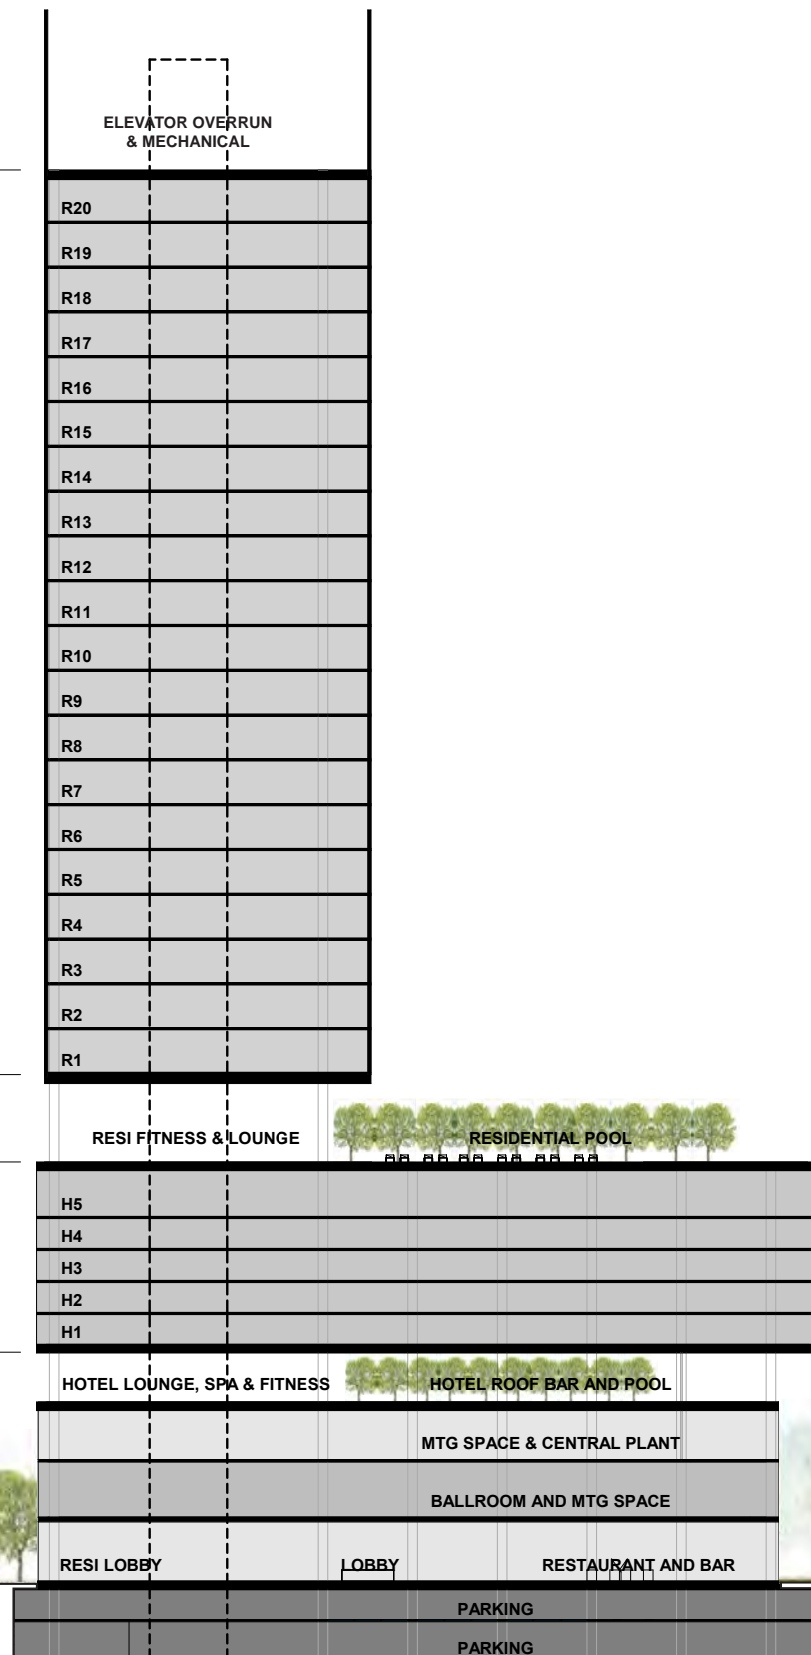 ELEVATOR OVERRUN
& MECHANICAL
R20
R19
R18
R17
R16
R15
R14
R13
R12
R11
R10
R9
R8
R7
R6
R5
R4
R3
R2
R1
RESI FITNESS & LOUNGE RESIDENTIAL POOL
H5
H4
H3
H2
H1
HOTEL LOUNGE, SPA & FITNESS HOTEL ROOF BAR AND POOL
MTG SPACE & CENTRAL PLANT
BALLROOM AND MTG SPACE
RESI LOBBY LOBBY RESTAURANT AND BAR
PARKING
PARKING